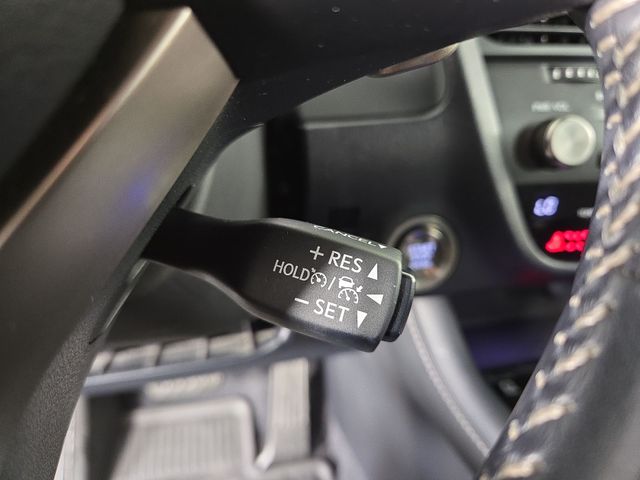 CANCEL▼
+ RES ▲
HOLD / ◀
− SET ▼